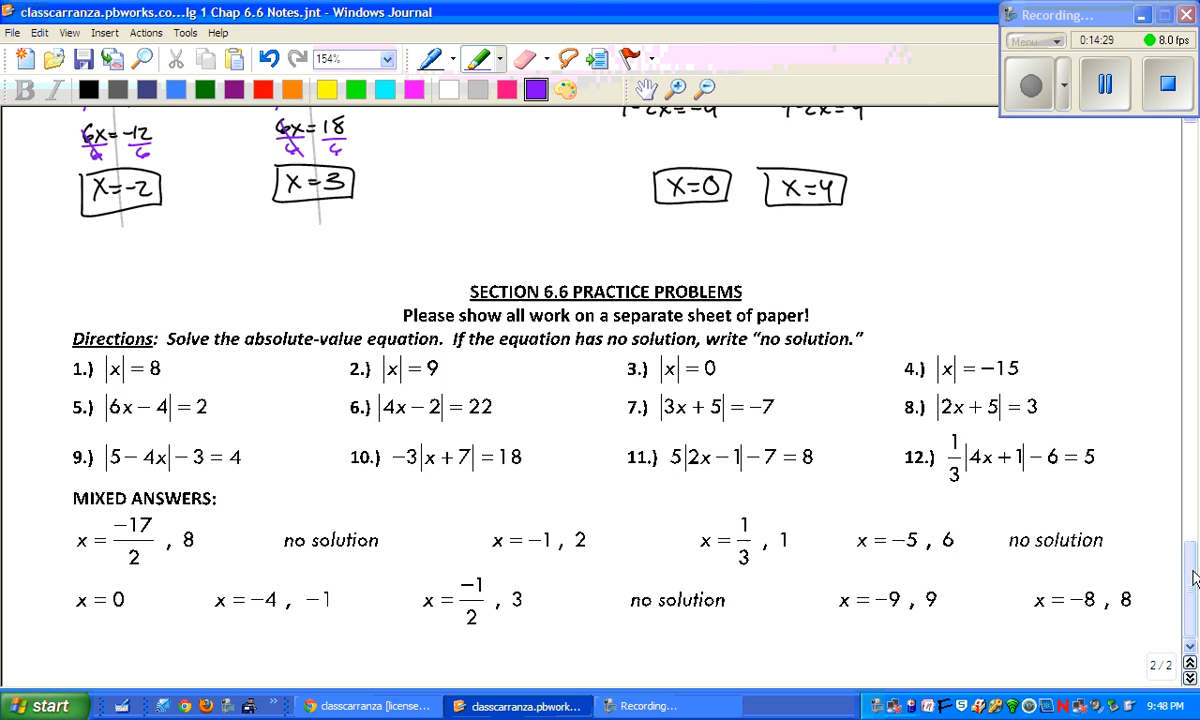 classcarranza.pbworks.co...lg 1 Chap 6.6 Notes.jnt - Windows Journal
Recording...
File Edit View Insert Actions Tools Help
Menu 0:14:29 8.0 fps
154%
B I
6x=-12 6x=18
6 6 6 6
x=-2 x=3 x=0 x=4
SECTION 6.6 PRACTICE PROBLEMS
Please show all work on a separate sheet of paper!
Directions: Solve the absolute-value equation. If the equation has no solution, write “no solution.”
1.) |x| = 8 2.) |x| = 9 3.) |x| = 0 4.) |x| = −15
5.) |6x − 4| = 2 6.) |4x − 2| = 22 7.) |3x + 5| = −7 8.) |2x + 5| = 3
9.) |5 − 4x| − 3 = 4 10.) −3|x + 7| = 18 11.) 5|2x − 1| − 7 = 8 12.) 1/3|4x + 1| − 6 = 5
MIXED ANSWERS:
x = −17/2 , 8 no solution x = −1 , 2 x = 1/3 , 1 x = −5 , 6 no solution
x = 0 x = −4 , −1 x = −1/2 , 3 no solution x = −9 , 9 x = −8 , 8
2 / 2
start classcarranza [license... classcarranza.pbwork... Recording... 9:48 PM